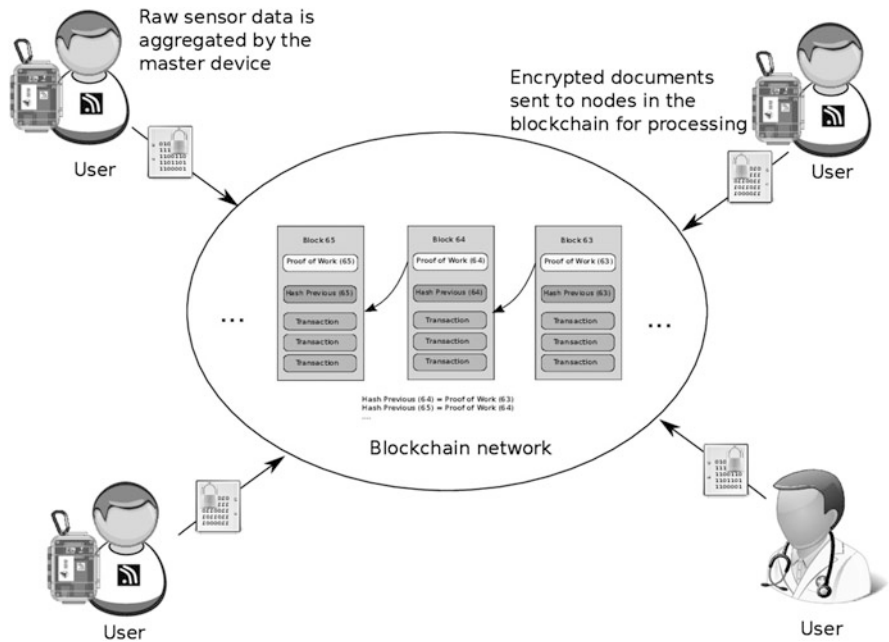 Raw sensor data is
aggregated by the
master device
User
Encrypted documents
sent to nodes in the
blockchain for processing
User
Block 65
Proof of Work (65)
Hash Previous (65)
Transaction
Transaction
Transaction
Block 64
Proof of Work (64)
Hash Previous (64)
Transaction
Transaction
Transaction
Block 63
Proof of Work (63)
Hash Previous (63)
Transaction
Transaction
Transaction
...
...
Hash Previous (64) = Proof of Work (63)
Hash Previous (65) = Proof of Work (64)
....
Blockchain network
User
User